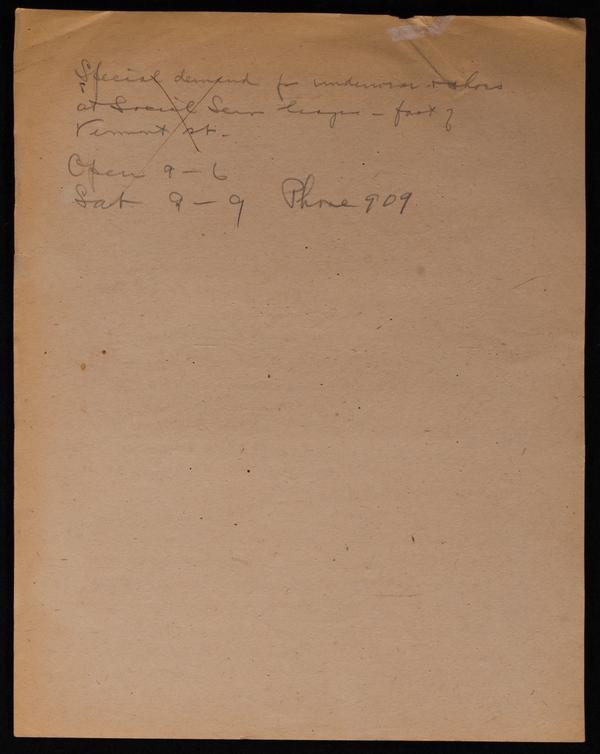 Special demand for underwear & shoes
at Social Serv League - foot of
Vermont st.
Open 9 - 6
Sat 9 - 9 Phone 909